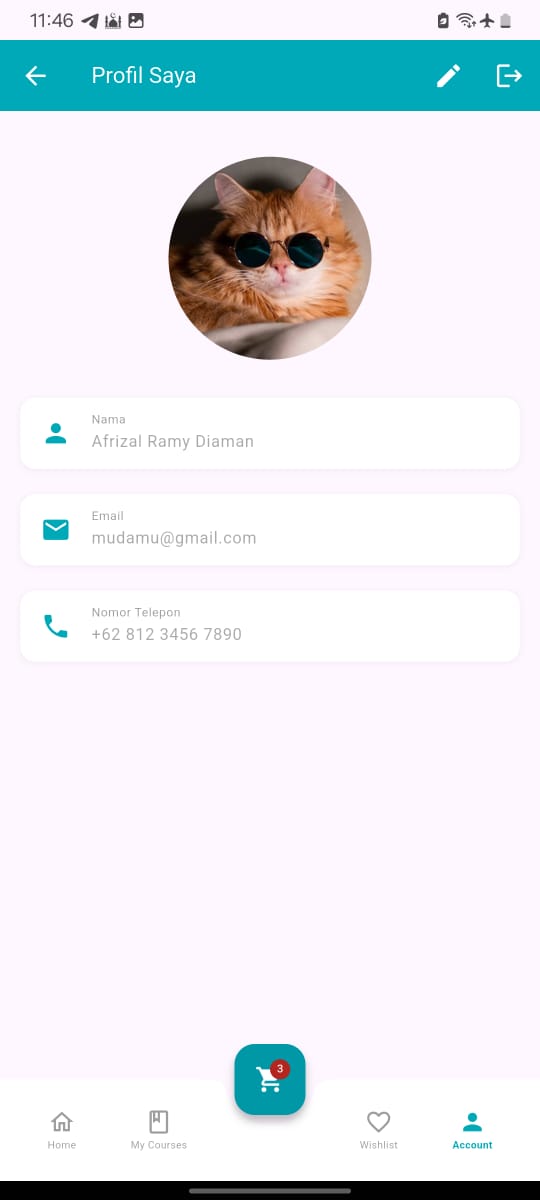 11:46
Profil Saya
Nama
Afrizal Ramy Diaman
Email
mudamu@gmail.com
Nomor Telepon
+62 812 3456 7890
3
Home
My Courses
Wishlist
Account